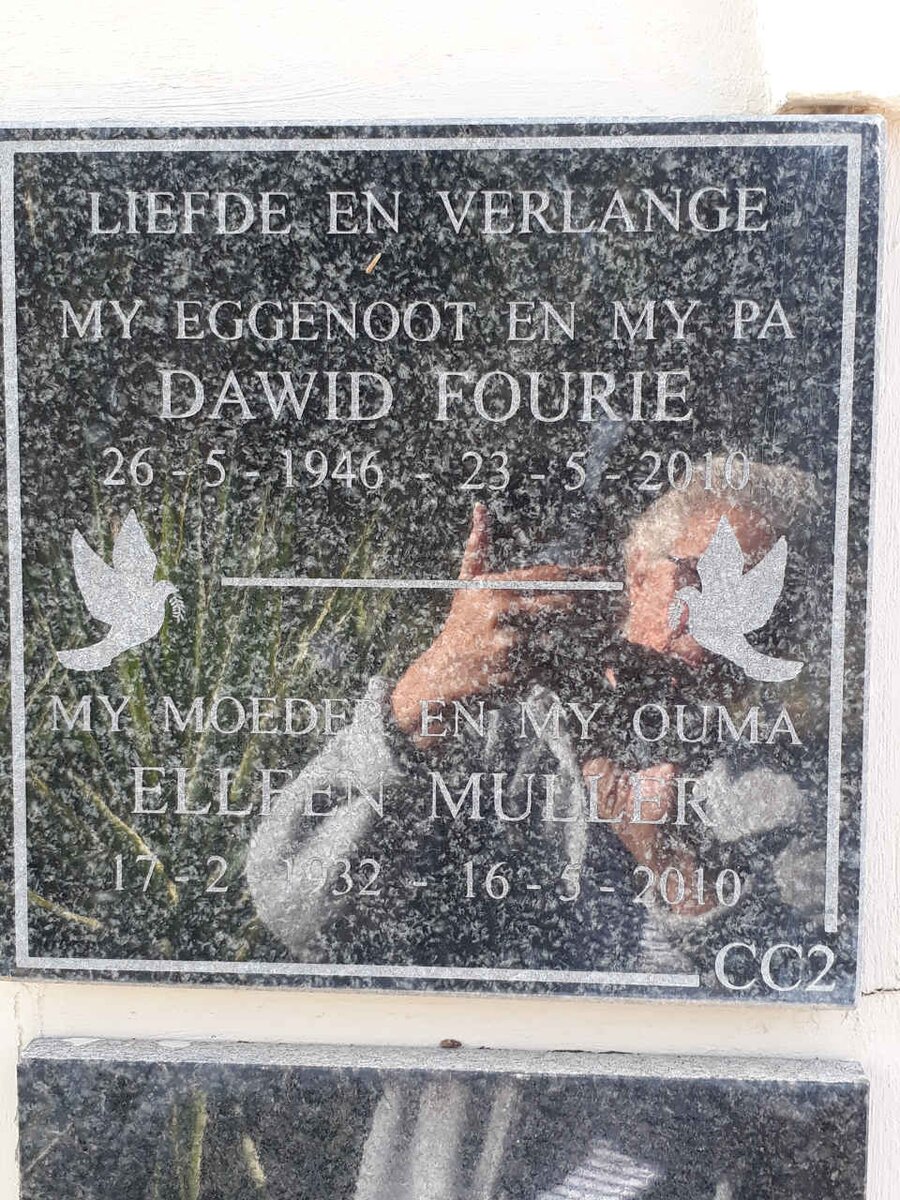 LIEFDE EN VERLANGE
MY EGGENOOT EN MY PA
DAWID FOURIE
26 - 5 - 1946 - 23 - 5 - 2010
MY MOEDER EN MY OUMA
ELLEEN MULLER
17 - 2 - 1932 - 16 - 5 - 2010
CC2